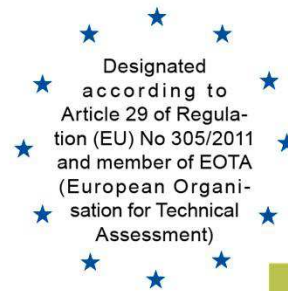 Designated
according to
Article 29 of Regula-
tion (EU) No 305/2011
and member of EOTA
(European Organi-
sation for Technical
Assessment)